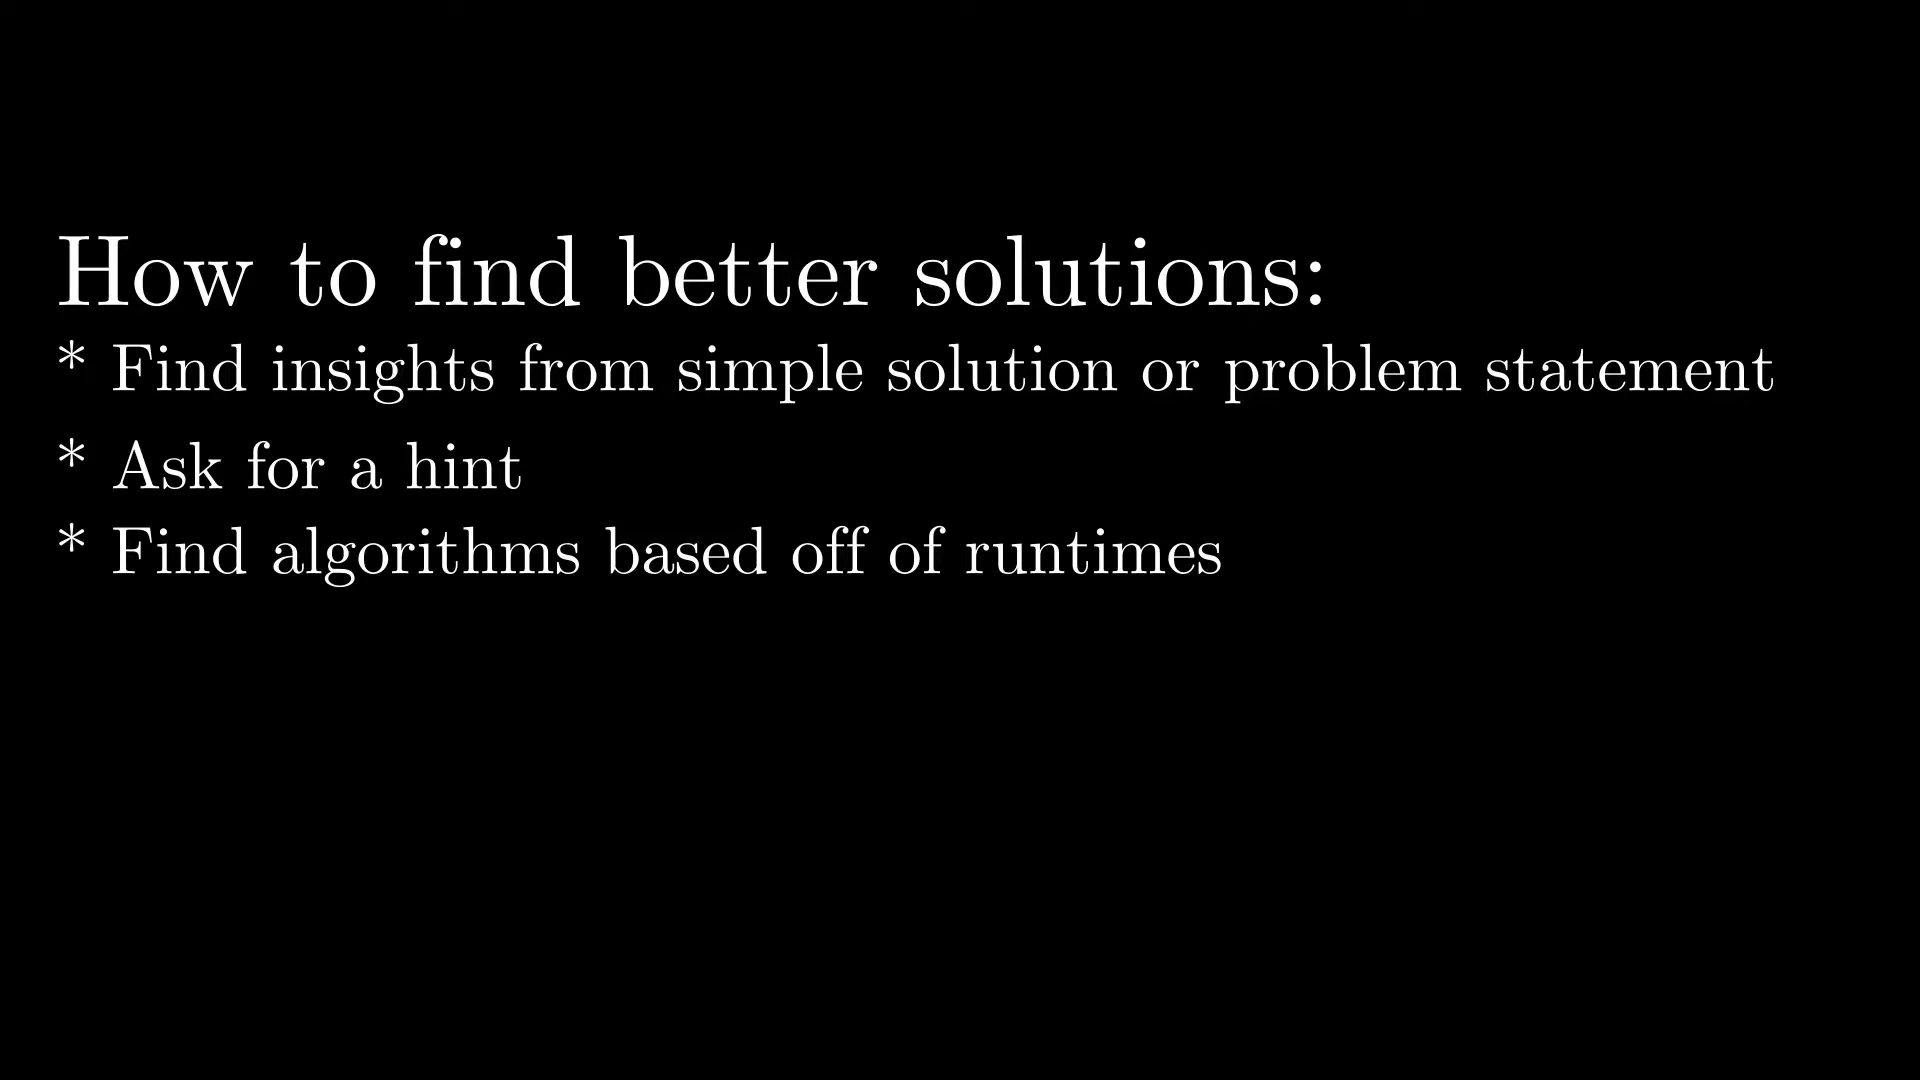 How to find better solutions:
* Find insights from simple solution or problem statement
* Ask for a hint
* Find algorithms based off of runtimes